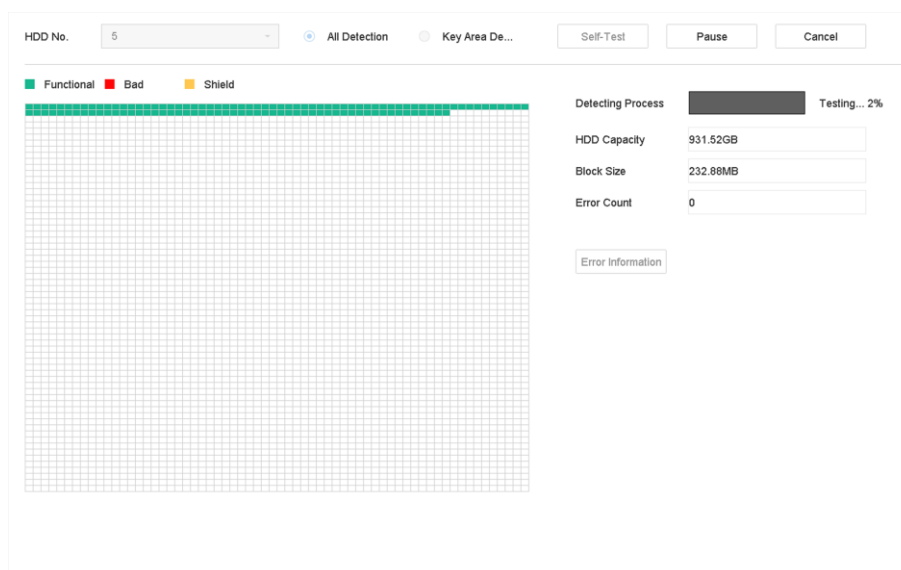 HDD No. 5 All Detection Key Area De... Self-Test Pause Cancel
Functional Bad Shield
Detecting Process Testing... 2%
HDD Capacity 931.52GB
Block Size 232.88MB
Error Count 0
Error Information